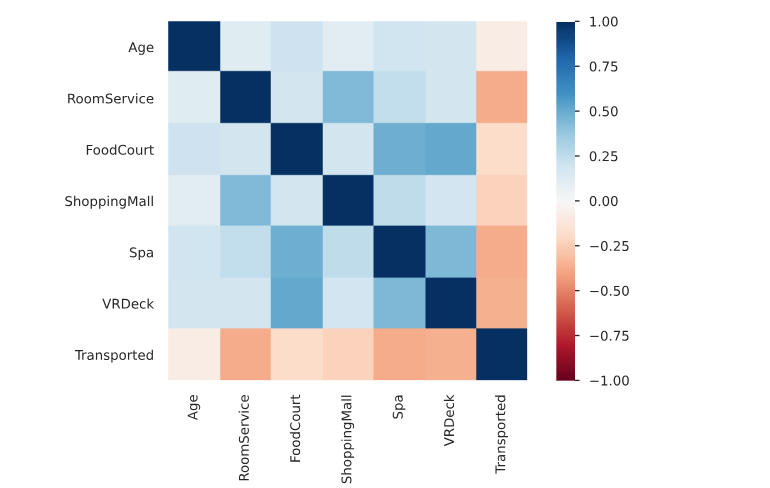 Age
RoomService
FoodCourt
ShoppingMall
Spa
VRDeck
Transported
Age
RoomService
FoodCourt
ShoppingMall
Spa
VRDeck
Transported
1.00
0.75
0.50
0.25
0.00
−0.25
−0.50
−0.75
−1.00